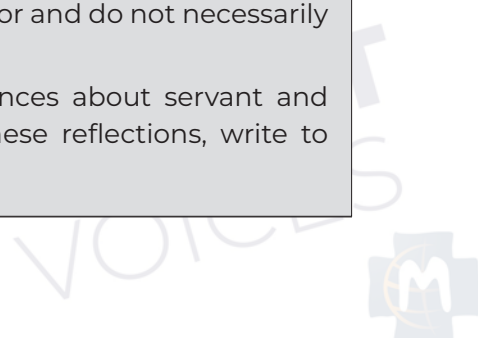 or and do not necessarily
nces about servant and
hese reflections, write to
T
VOICES
M